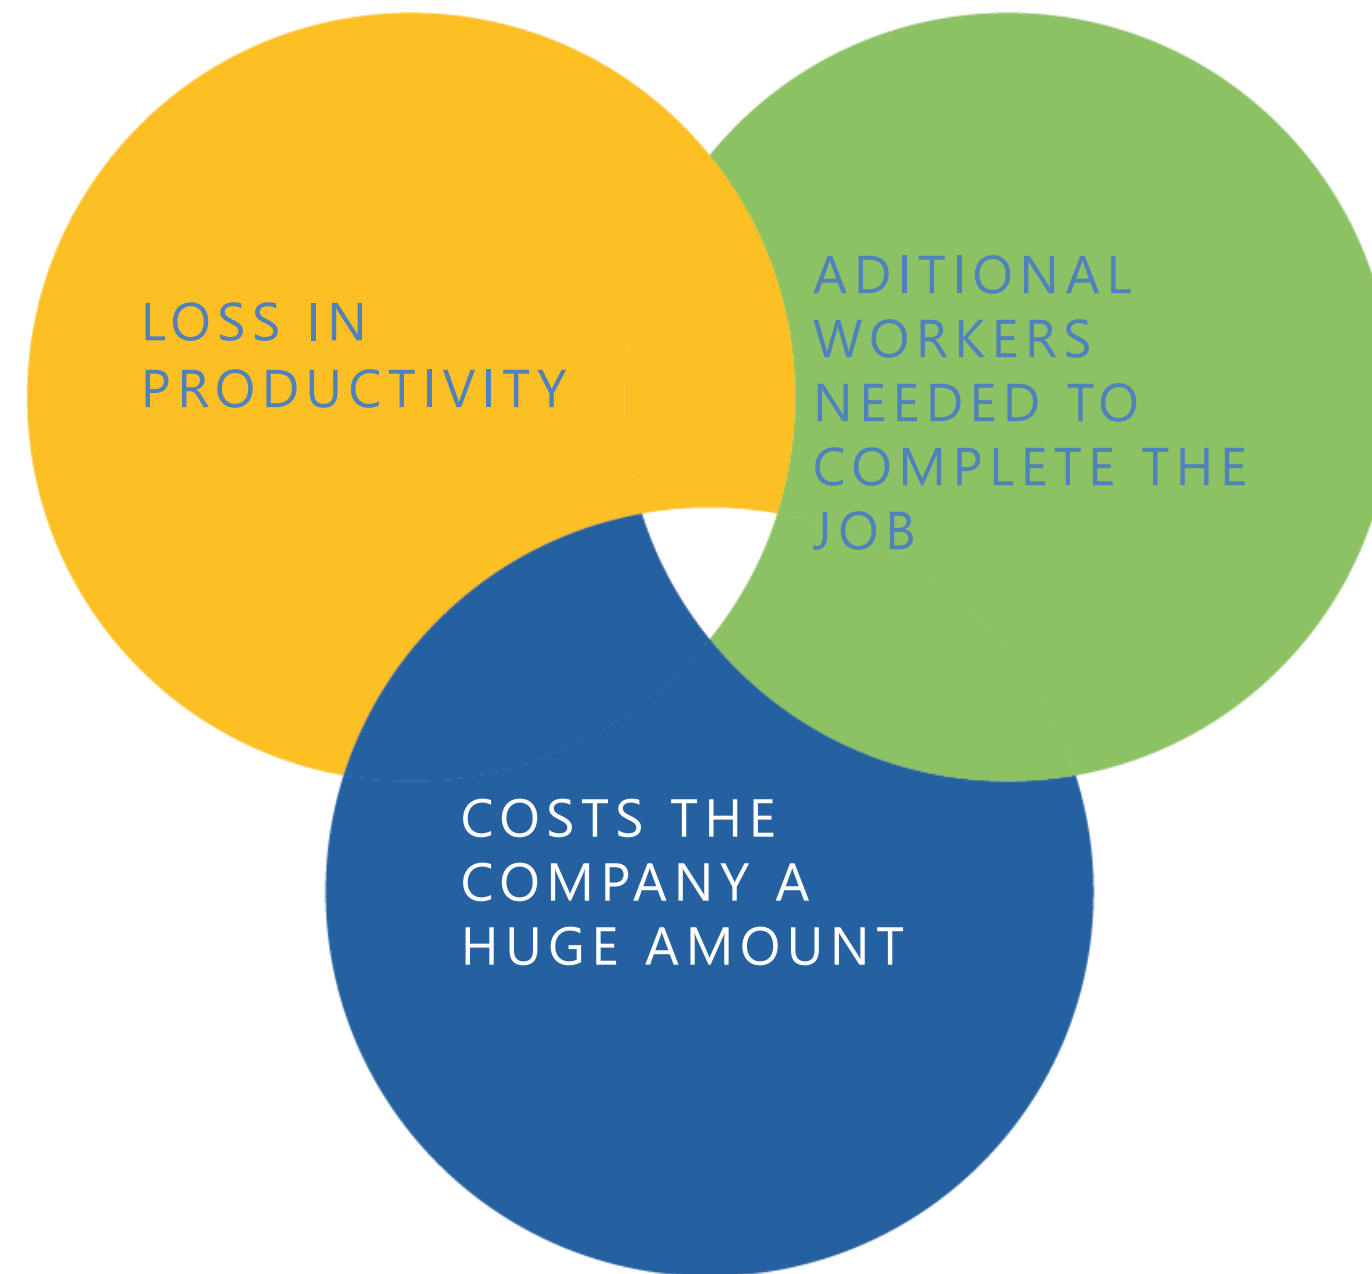 LOSS IN
PRODUCTIVITY
ADITIONAL
WORKERS
NEEDED TO
COMPLETE THE
JOB
COSTS THE
COMPANY A
HUGE AMOUNT